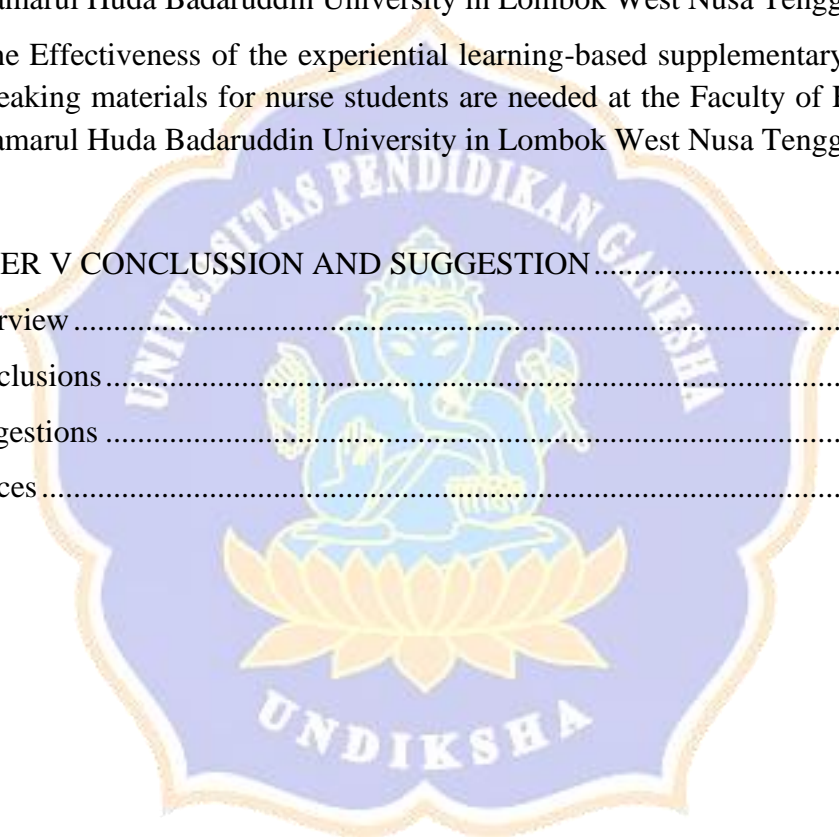 amarul Huda Badaruddin University in Lombok West Nusa Tengg
ne Effectiveness of the experiential learning-based supplementary
eaking materials for nurse students are needed at the Faculty of
amarul Huda Badaruddin University in Lombok West Nusa Tengg
ER V CONCLUSSION AND SUGGESTION
rview
clusions
gestions
ces
UNIVERSITAS PENDIDIKAN GANESHA
UNDIKSHA